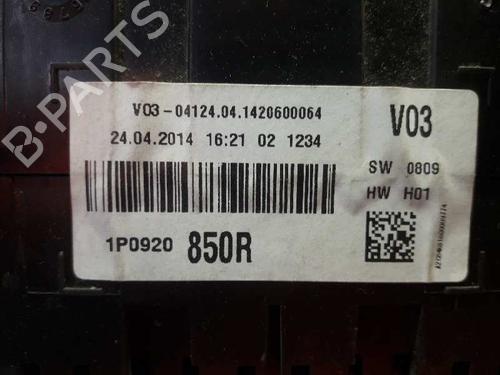 B-PARTS
V03-04124.04.1420600064
24.04.2014 16:21 02 1234
V03
SW 0809
HW H01
1P0920 850R